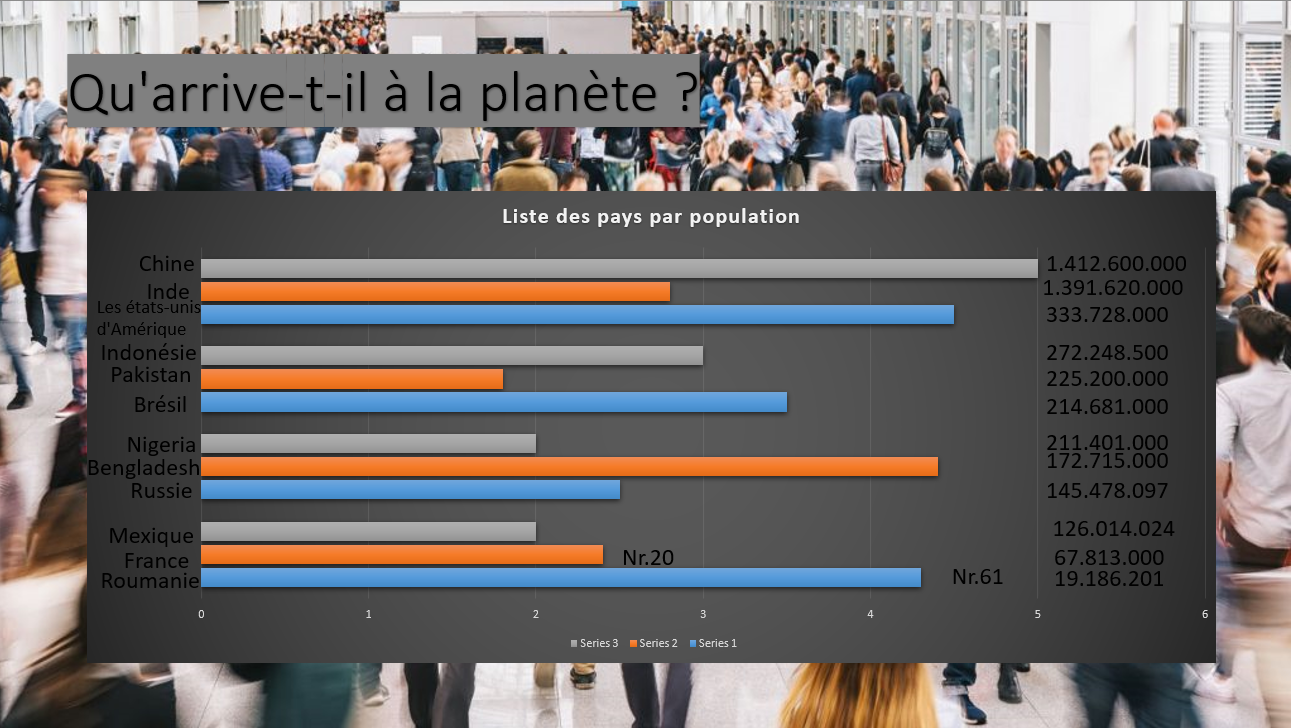 Qu'arrive-t-il à la planète ?
Liste des pays par population
Chine 1.412.600.000
Inde 1.391.620.000
Les états-unis
d'Amérique 333.728.000
Indonésie 272.248.500
Pakistan 225.200.000
Brésil 214.681.000
Nigeria 211.401.000
Bengladesh 172.715.000
Russie 145.478.097
Mexique 126.014.024
France Nr.20 67.813.000
Roumanie Nr.61 19.186.201
0 1 2 3 4 5 6
Series 3 Series 2 Series 1